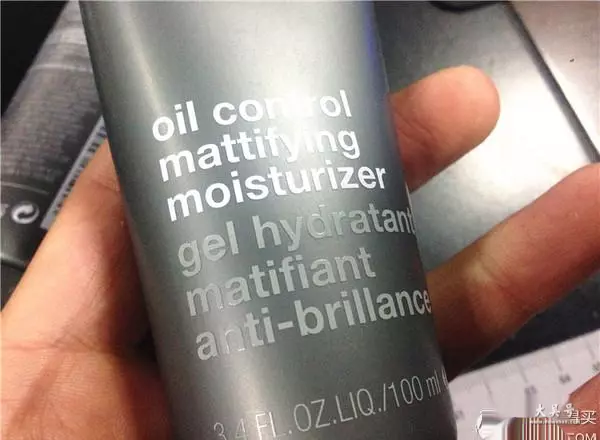 oil control
mattifying
moisturizer
gel hydratant
matifiant
anti-brillance
3.4 FL.OZ.LIQ./100 ml